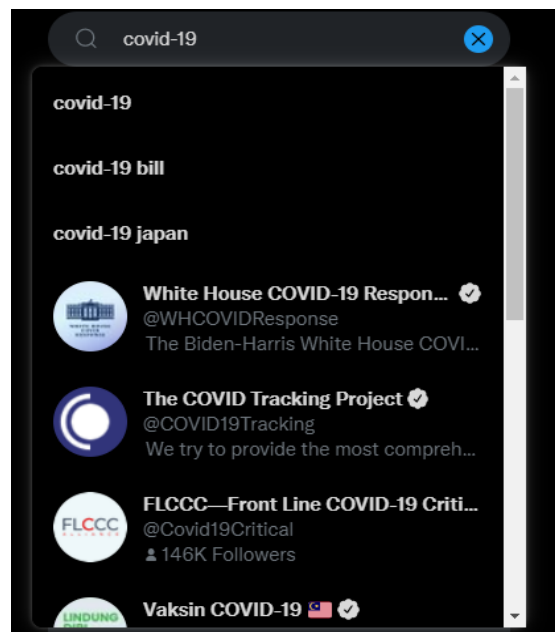 covid-19
covid-19
covid-19 bill
covid-19 japan
White House COVID-19 Respon...
@WHCOVIDResponse
The Biden-Harris White House COVI...
The COVID Tracking Project
@COVID19Tracking
We try to provide the most compreh...
FLCCC—Front Line COVID-19 Criti...
FLCCC
ALLIANCE
@Covid19Critical
146K Followers
Vaksin COVID-19
LINDUNG